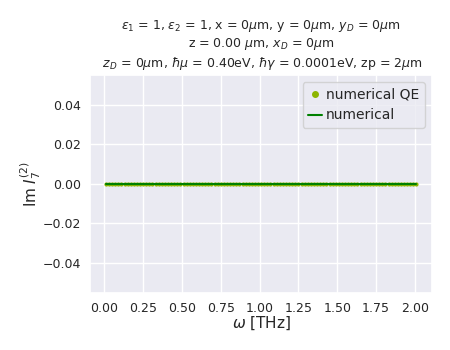 ε₁ = 1, ε₂ = 1, x = 0μm, y = 0μm, y_D = 0μm
z = 0.00 μm, x_D = 0μm
z_D = 0μm, ℏμ = 0.40eV, ℏγ = 0.0001eV, zp = 2μm
numerical QE
numerical
0.04
0.02
0.00
−0.02
−0.04
Im I₇⁽²⁾
0.00 0.25 0.50 0.75 1.00 1.25 1.50 1.75 2.00
ω [THz]